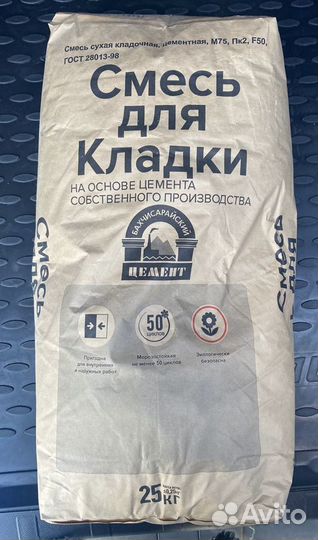 Смесь сухая кладочная, цементная, М75, Пк2, F50,
ГОСТ 28013-98
Смесь
для
Кладки
НА ОСНОВЕ ЦЕМЕНТА
СОБСТВЕННОГО ПРОИЗВОДСТВА
БАХЧИСАРАЙСКИЙ
ЦЕМЕНТ
Смесь
для
50
циклов
Пригодна
для внутренних
и наружных работ
Морозостойкая
не менее 50 циклов
Экологически
безопасна
25
КГ
Avito